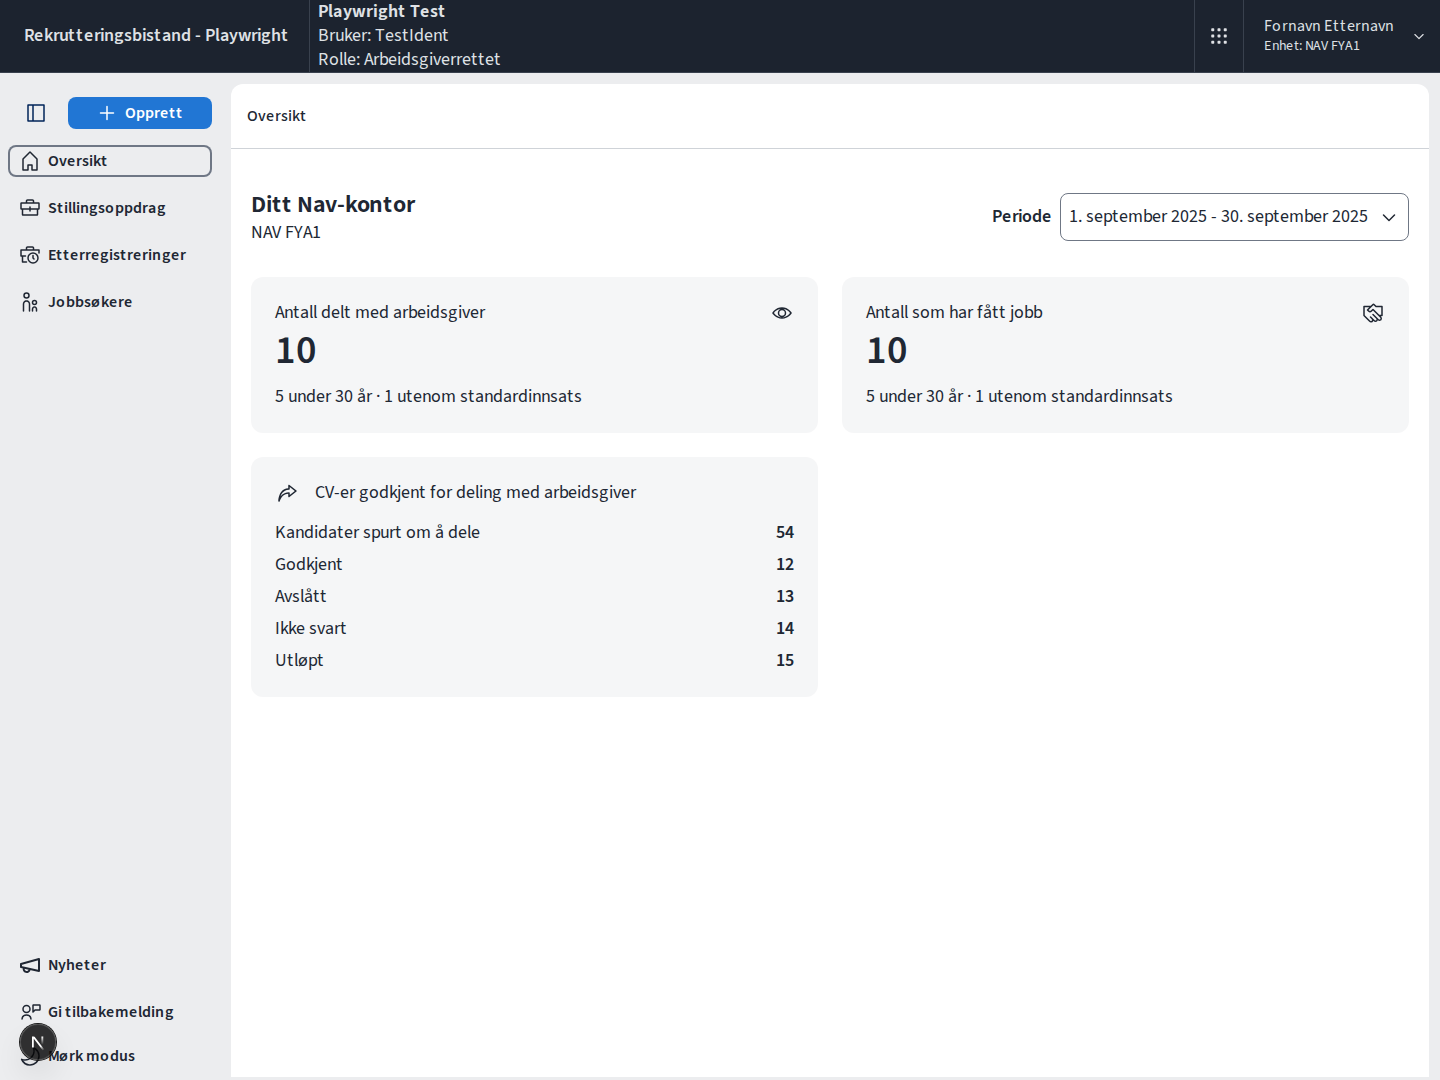 Rekrutteringsbistand - Playwright
Playwright Test
Bruker: TestIdent
Rolle: Arbeidsgiverrettet
Fornavn Etternavn
Enhet: NAV FYA1
Opprett
Oversikt
Stillingsoppdrag
Etterregistreringer
Jobbsøkere
Nyheter
Gi tilbakemelding
N
Mørk modus
Oversikt
Ditt Nav-kontor
NAV FYA1
Periode
1. september 2025 - 30. september 2025
Antall delt med arbeidsgiver
10
5 under 30 år · 1 utenom standardinnsats
Antall som har fått jobb
10
5 under 30 år · 1 utenom standardinnsats
CV-er godkjent for deling med arbeidsgiver
Kandidater spurt om å dele 54
Godkjent 12
Avslått 13
Ikke svart 14
Utløpt 15